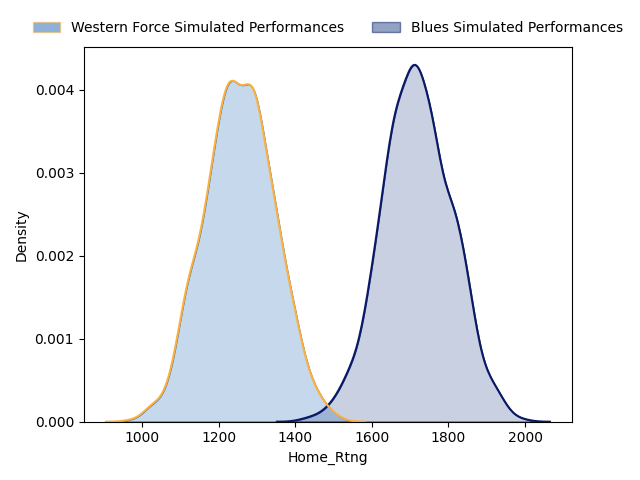 Western Force Simulated Performances Blues Simulated Performances
0.004
0.003
0.002
0.001
0.000
Density
1000 1200 1400 1600 1800 2000
Home_Rtng